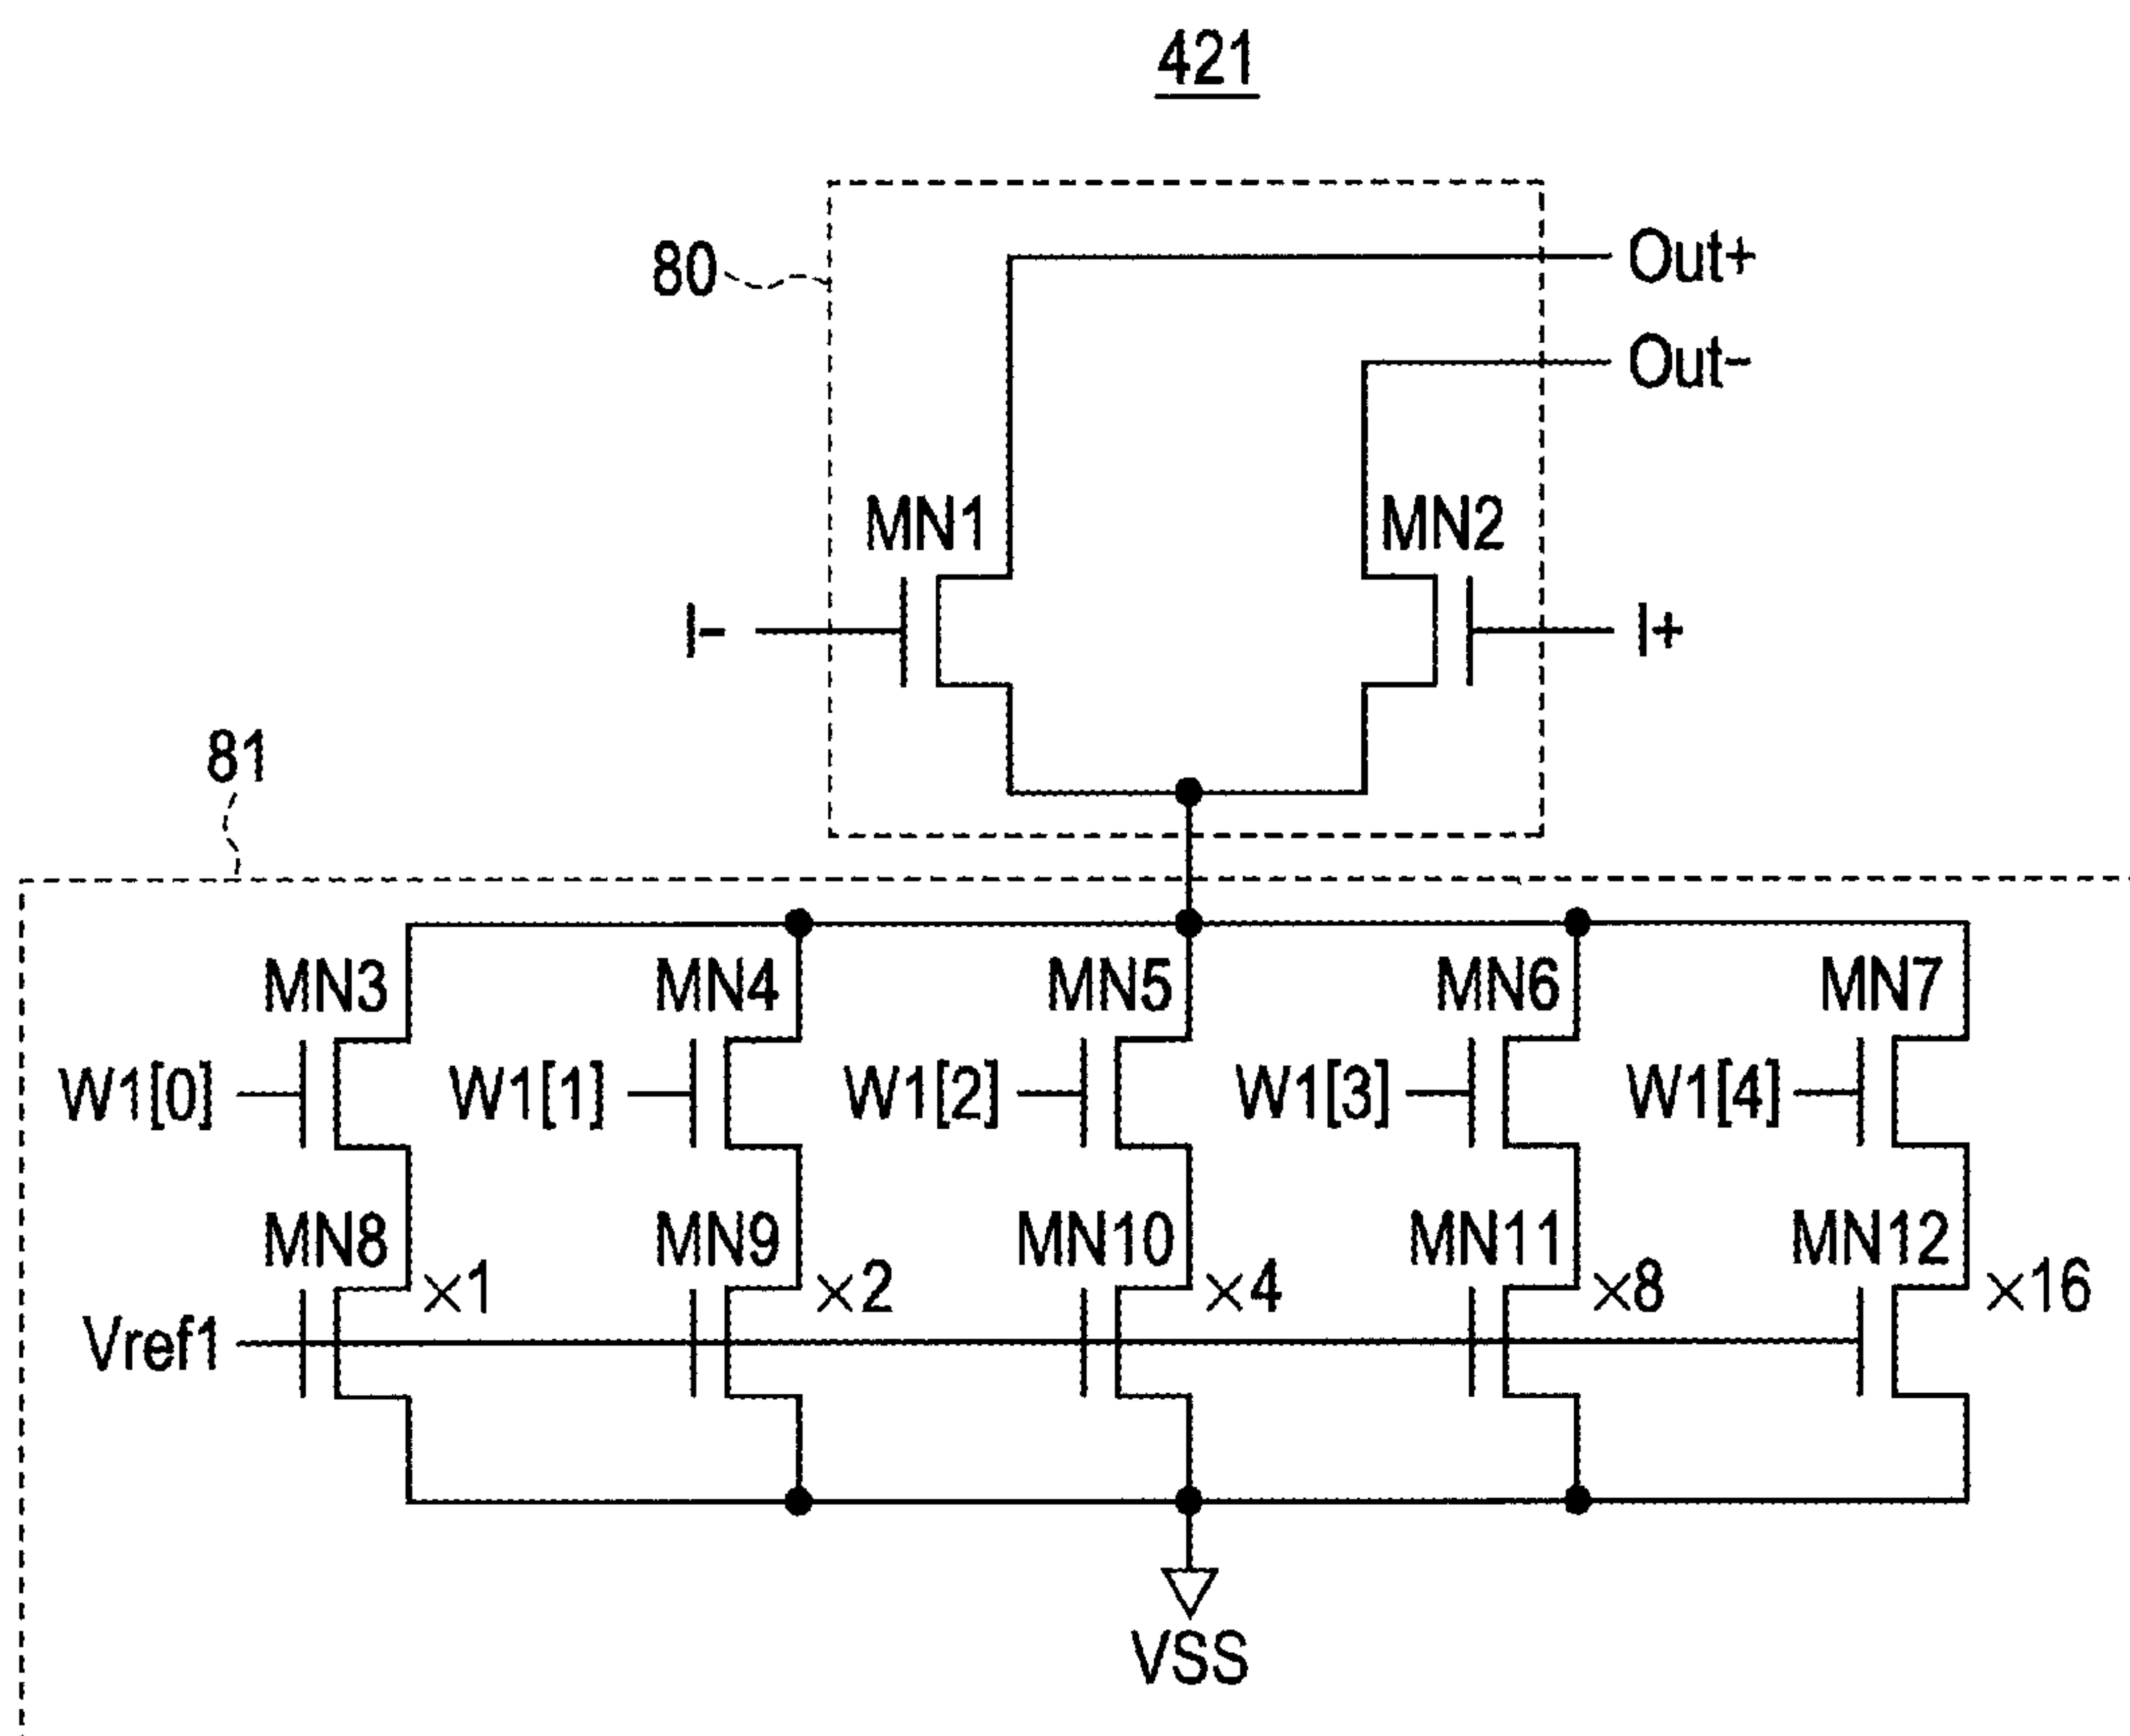 421
80
Out+
Out-
MN1
MN2
I-
I+
81
MN3
MN4
MN5
MN6
MN7
W1[0]
W1[1]
W1[2]
W1[3]
W1[4]
MN8
MN9
MN10
MN11
MN12
×1
×2
×4
×8
×16
Vref1
VSS